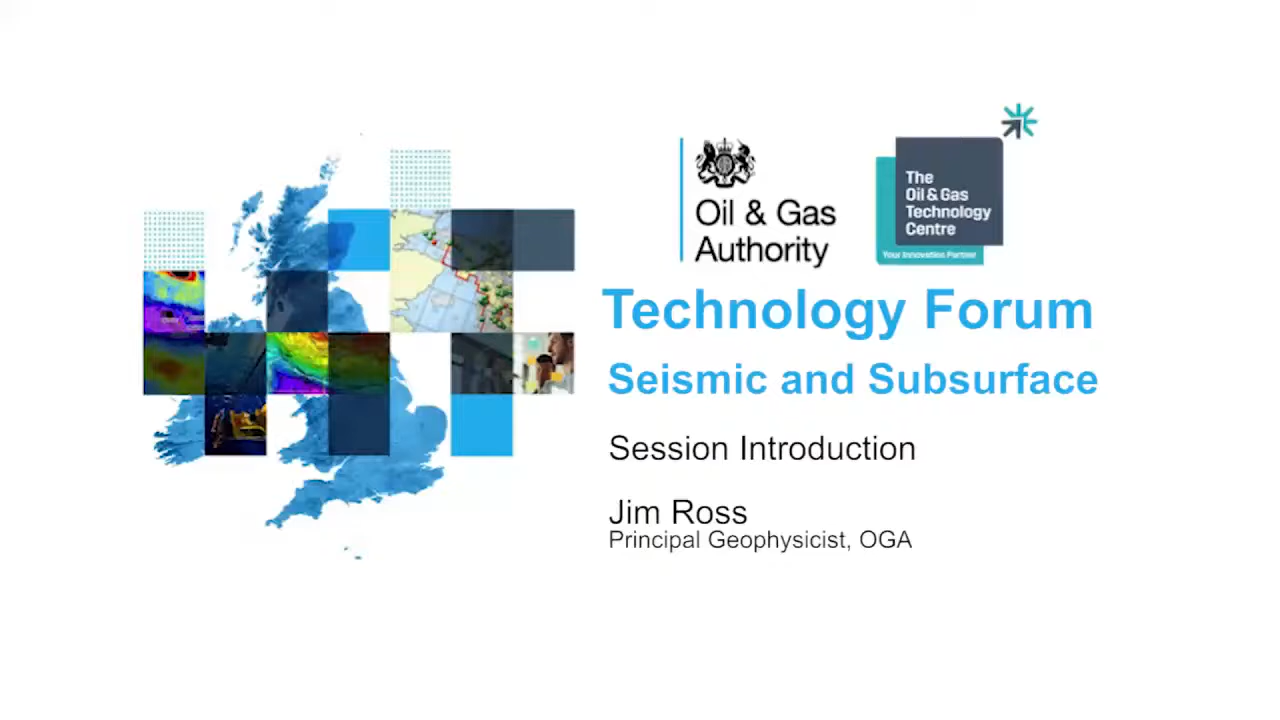 Oil & Gas
Authority
The
Oil & Gas
Technology
Centre
Your Innovation Partner
Technology Forum
Seismic and Subsurface
Session Introduction
Jim Ross
Principal Geophysicist, OGA